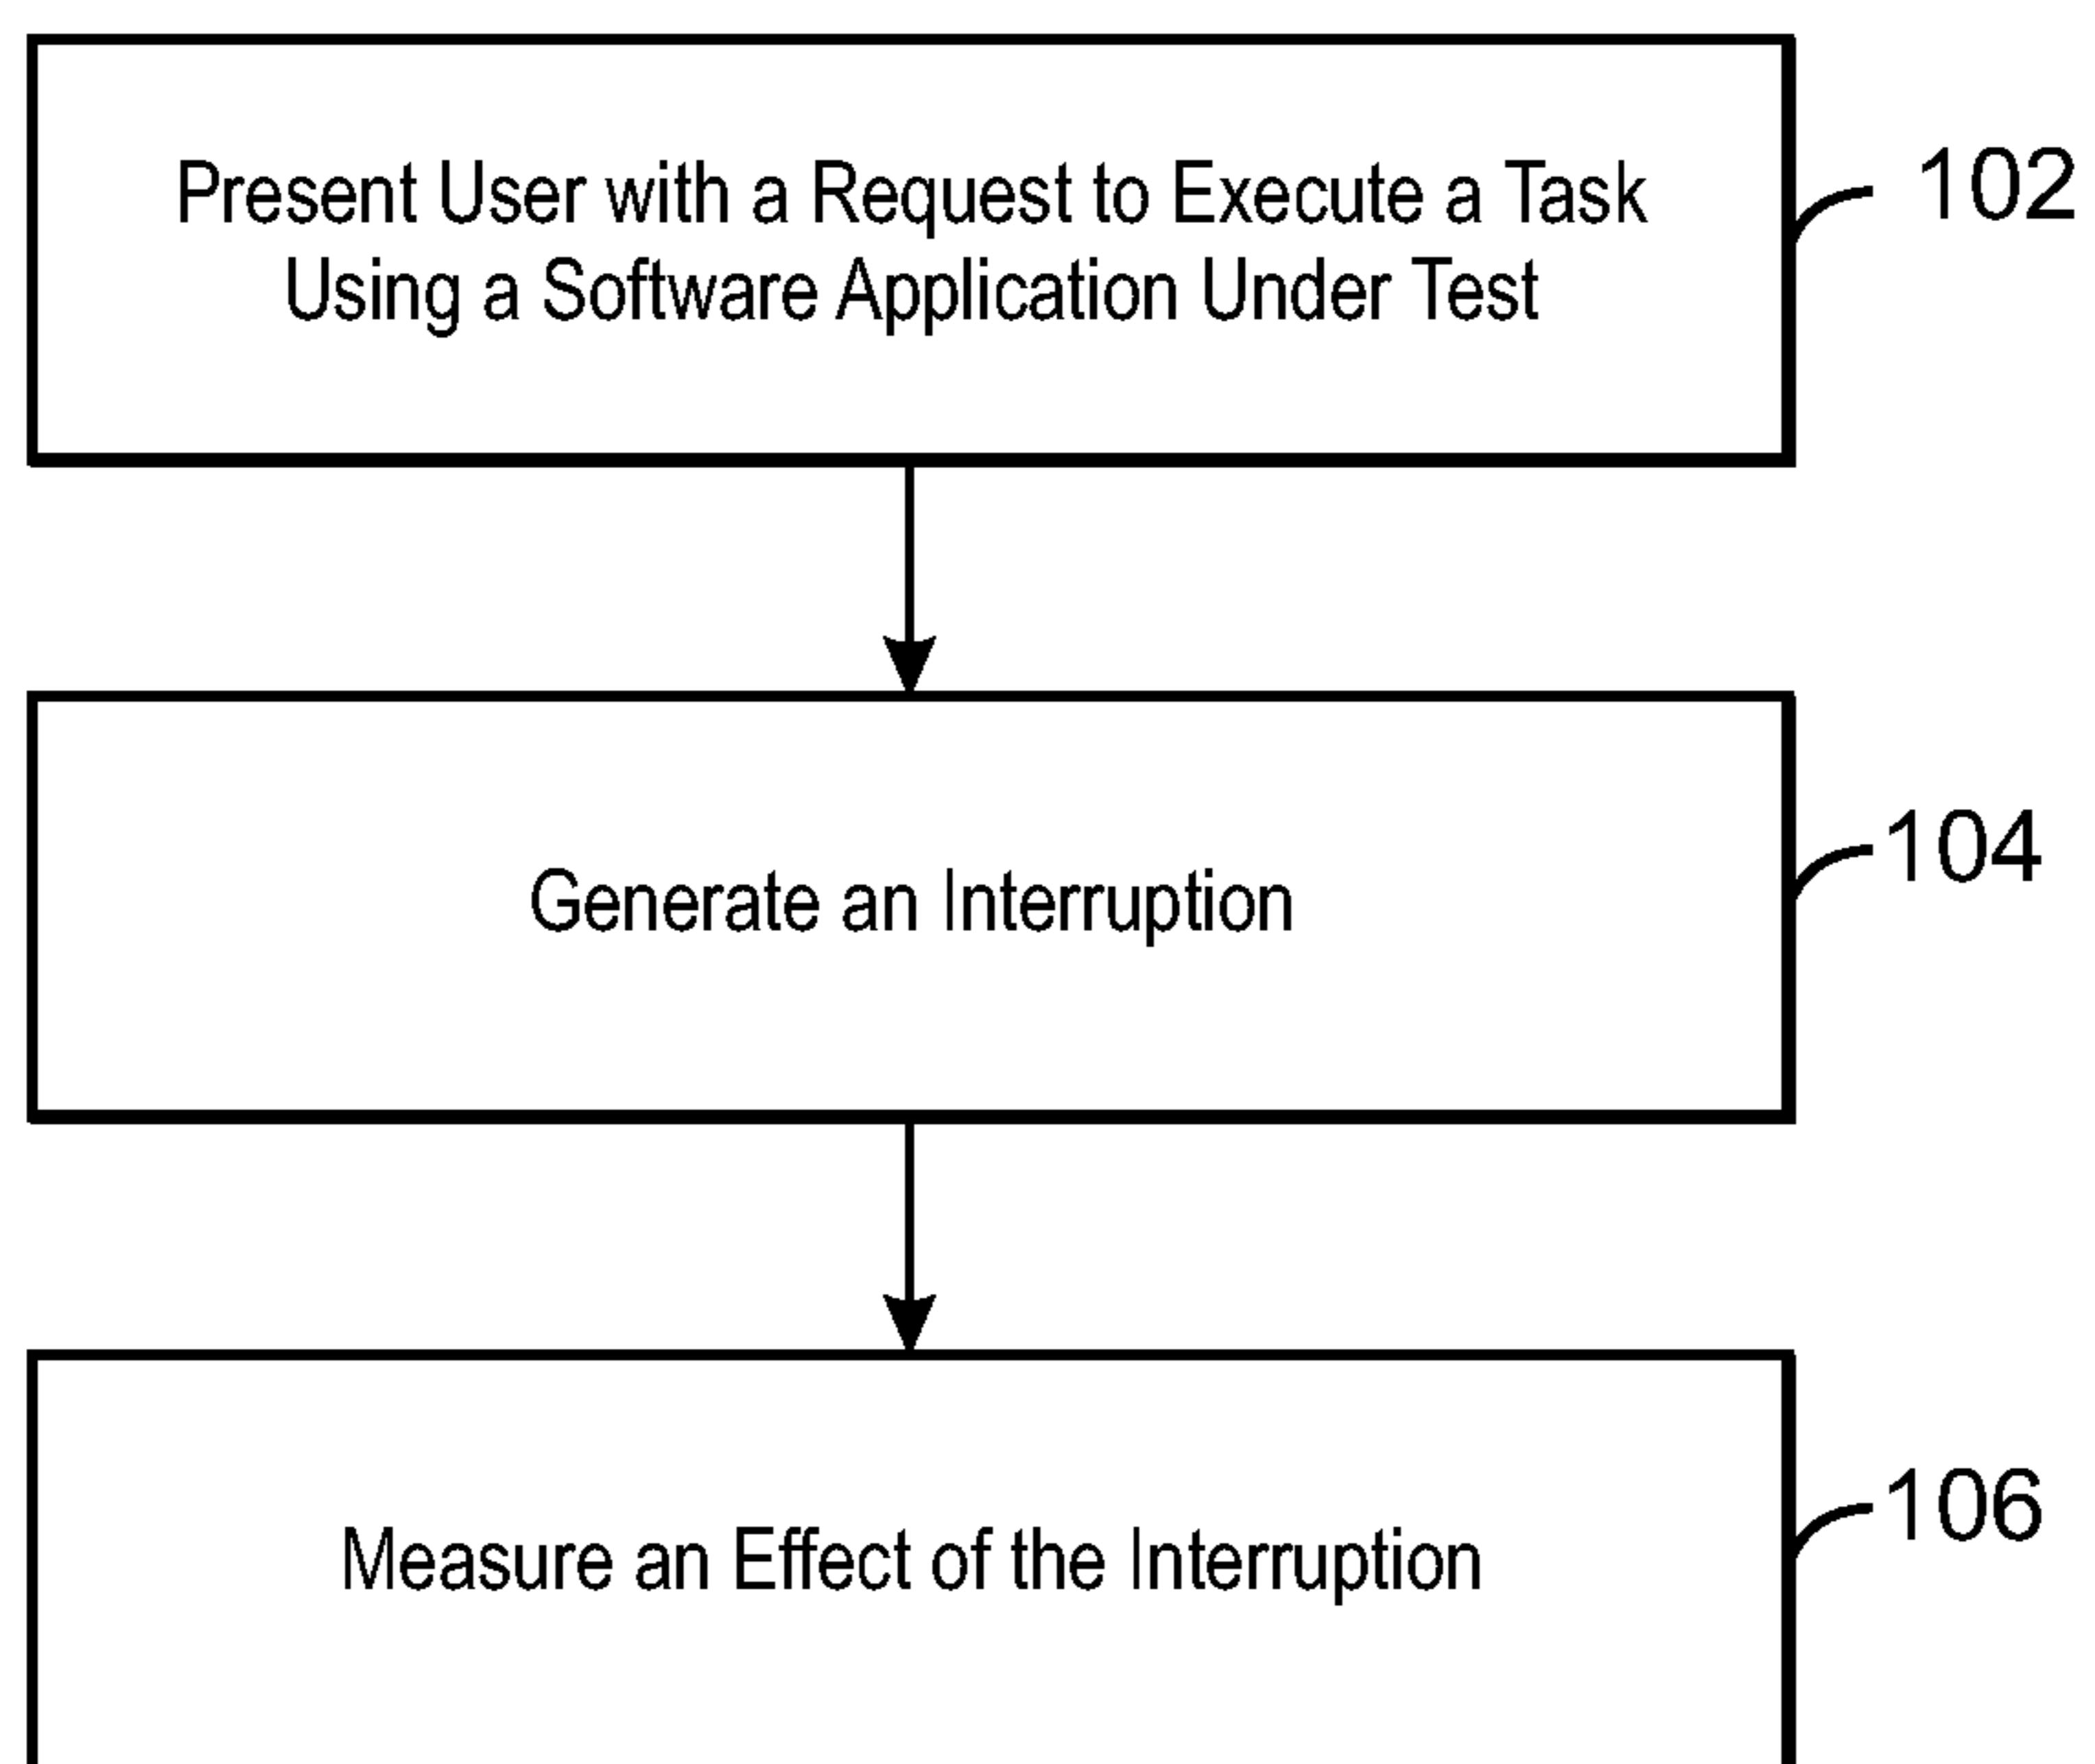 Present User with a Request to Execute a Task
Using a Software Application Under Test
102
Generate an Interruption
104
Measure an Effect of the Interruption
106